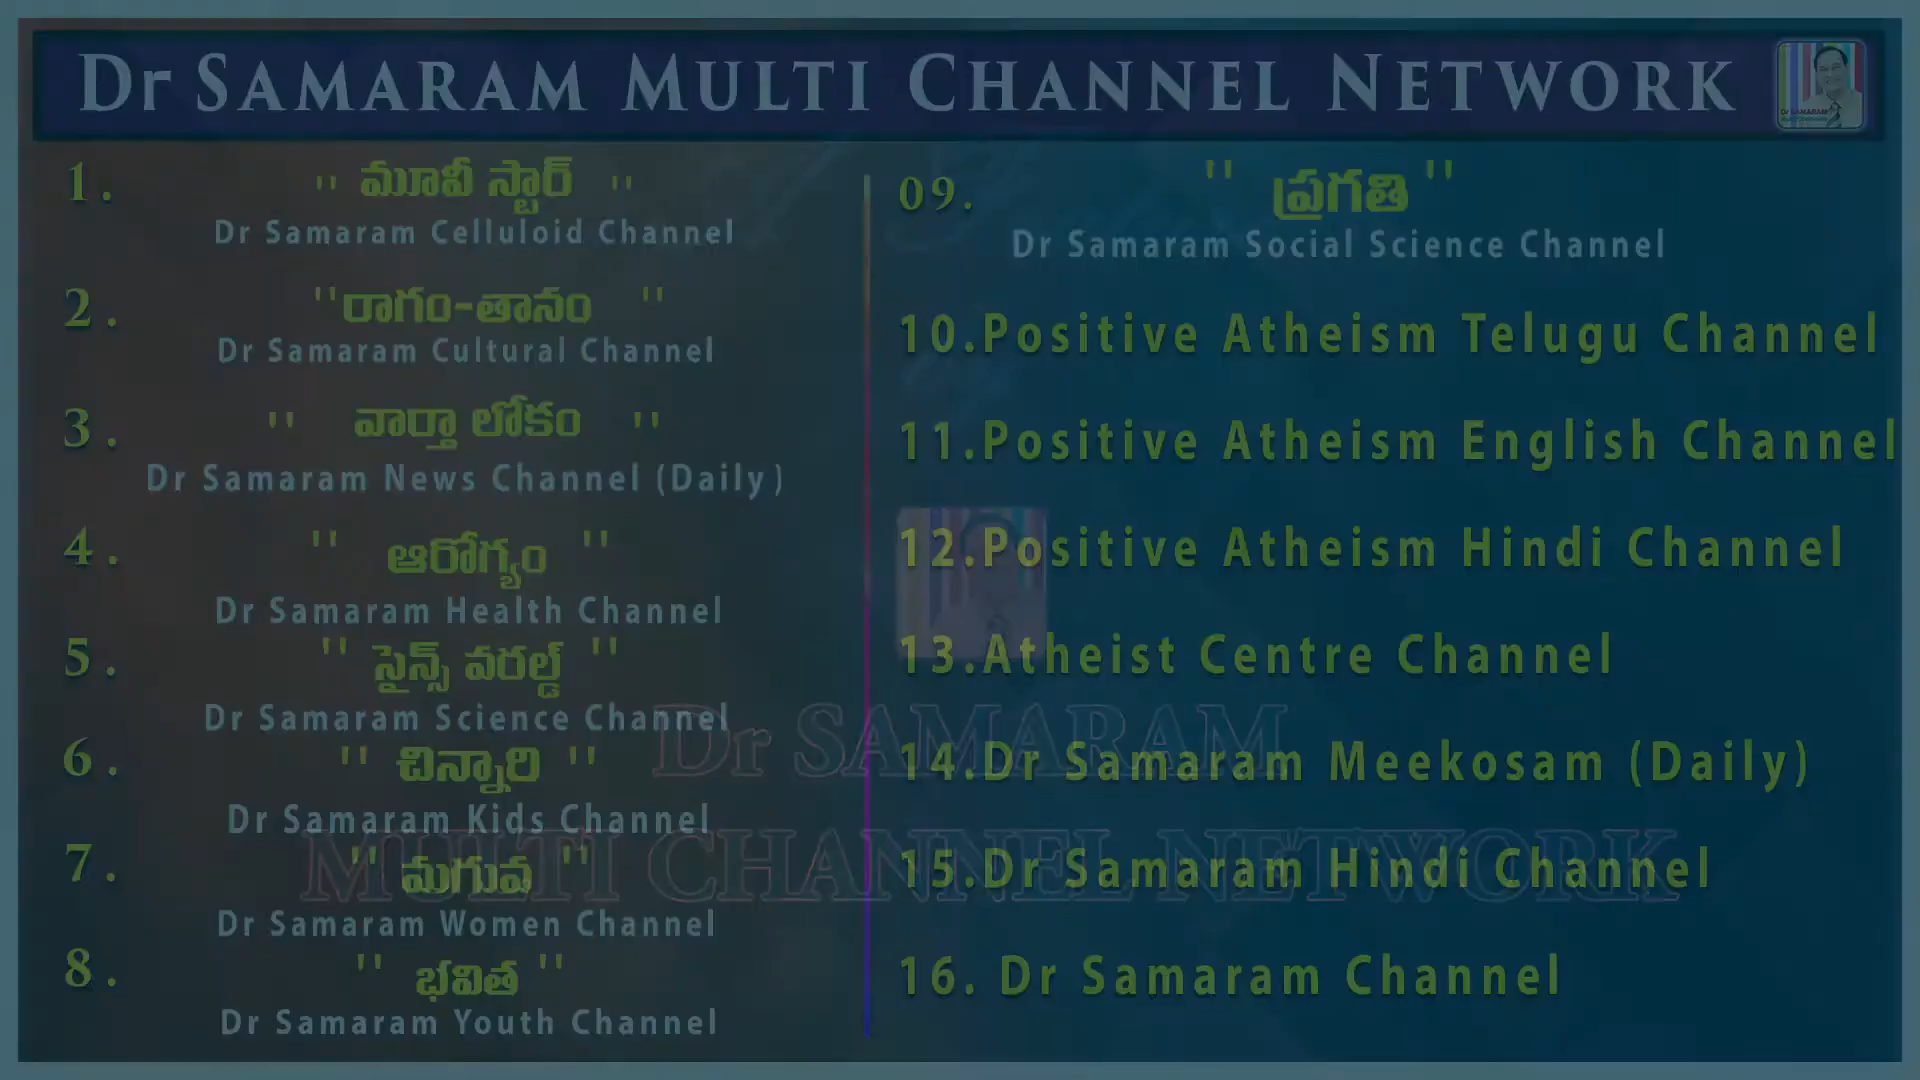 Dr SAMARAM MULTI CHANNEL NETWORK
1. '' మూవీ స్టార్ ''
Dr Samaram Celluloid Channel
2. ''రాగం-తానం ''
Dr Samaram Cultural Channel
3. '' వార్తా లోకం ''
Dr Samaram News Channel (Daily)
4. '' ఆరోగ్యం ''
Dr Samaram Health Channel
5. '' సైన్స్ వరల్డ్ ''
Dr Samaram Science Channel
6. '' చిన్నారి ''
Dr Samaram Kids Channel
7. '' మగువ ''
Dr Samaram Women Channel
8. '' భవిత ''
Dr Samaram Youth Channel
09. '' ప్రగతి ''
Dr Samaram Social Science Channel
10.Positive Atheism Telugu Channel
11.Positive Atheism English Channel
12.Positive Atheism Hindi Channel
13.Atheist Centre Channel
14.Dr Samaram Meekosam (Daily)
15.Dr Samaram Hindi Channel
16. Dr Samaram Channel
Dr SAMARAM
MULTI CHANNEL NETWORK